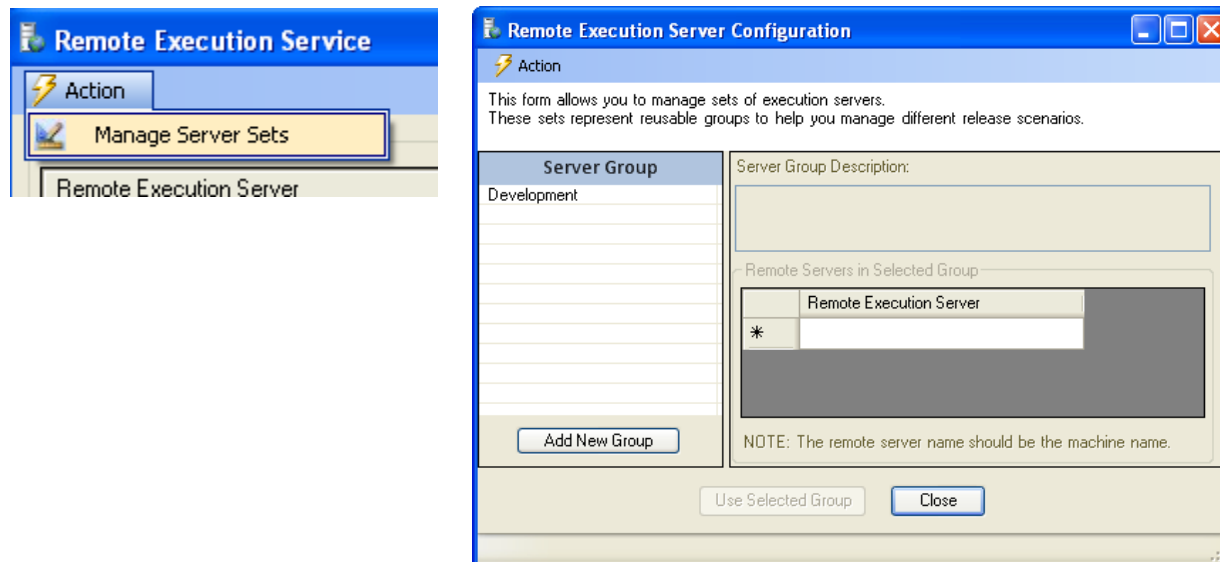 Remote Execution Service
Action
Manage Server Sets
Remote Execution Server
Remote Execution Server Configuration
Action
This form allows you to manage sets of execution servers.
These sets represent reusable groups to help you manage different release scenarios.
Server Group
Development
Add New Group
Server Group Description:
Remote Servers in Selected Group
Remote Execution Server
*
NOTE: The remote server name should be the machine name.
Use Selected Group
Close